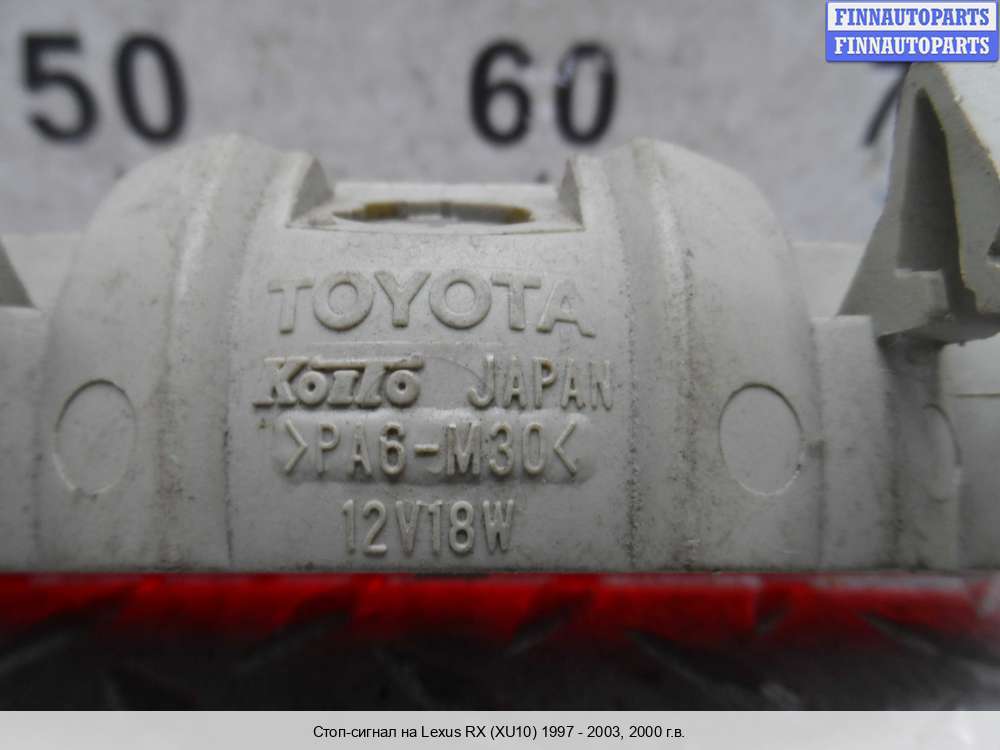 FINNAUTOPARTS
FINNAUTOPARTS
50 60
TOYOTA
KOITO JAPAN
>PA6-M30<
12V18W
Стоп-сигнал на Lexus RX (XU10) 1997 - 2003, 2000 г.в.